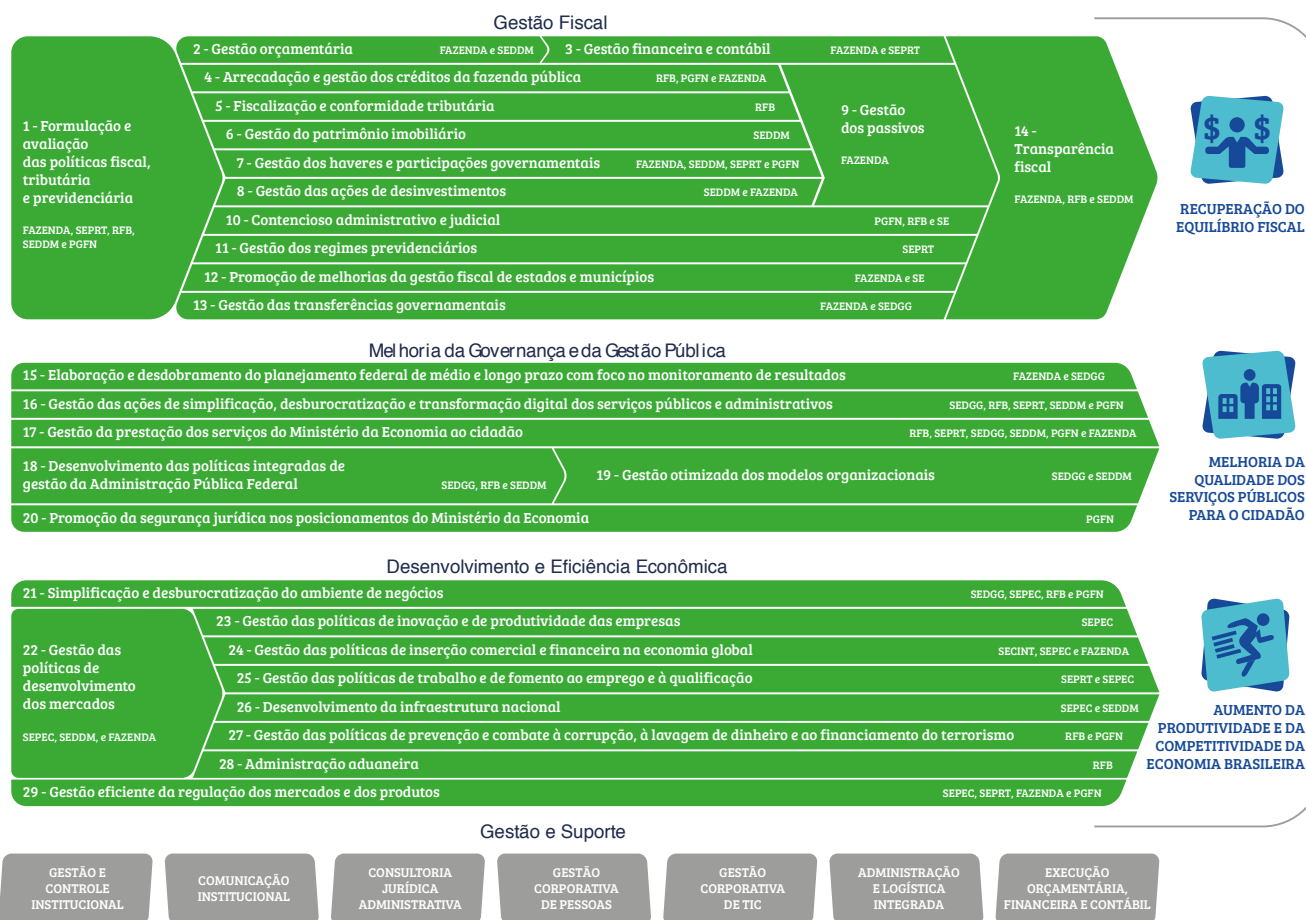 Gestão Fiscal
1 - Formulação e
avaliação
das políticas fiscal,
tributária
e previdenciária
FAZENDA, SEPRT, RFB,
SEDDM e PGFN
2 - Gestão orçamentária FAZENDA e SEDDM
3 - Gestão financeira e contábil FAZENDA e SEPRT
4 - Arrecadação e gestão dos créditos da fazenda pública RFB, PGFN e FAZENDA
5 - Fiscalização e conformidade tributária RFB
6 - Gestão do patrimônio imobiliário SEDDM
7 - Gestão dos haveres e participações governamentais FAZENDA, SEDDM, SEPRT e PGFN
8 - Gestão das ações de desinvestimentos SEDDM e FAZENDA
9 - Gestão
dos passivos
FAZENDA
10 - Contencioso administrativo e judicial PGFN, RFB e SE
11 - Gestão dos regimes previdenciários SEPRT
12 - Promoção de melhorias da gestão fiscal de estados e municípios FAZENDA e SE
13 - Gestão das transferências governamentais FAZENDA e SEDGG
14 -
Transparência
fiscal
FAZENDA, RFB e SEDDM
RECUPERAÇÃO DO
EQUILÍBRIO FISCAL
Melhoria da Governança e da Gestão Pública
15 - Elaboração e desdobramento do planejamento federal de médio e longo prazo com foco no monitoramento de resultados FAZENDA e SEDGG
16 - Gestão das ações de simplificação, desburocratização e transformação digital dos serviços públicos e administrativos SEDGG, RFB, SEPRT, SEDDM e PGFN
17 - Gestão da prestação dos serviços do Ministério da Economia ao cidadão RFB, SEPRT, SEDGG, SEDDM, PGFN e FAZENDA
18 - Desenvolvimento das políticas integradas de
gestão da Administração Pública Federal SEDGG, RFB e SEDDM
19 - Gestão otimizada dos modelos organizacionais SEDGG e SEDDM
20 - Promoção da segurança jurídica nos posicionamentos do Ministério da Economia PGFN
MELHORIA DA
QUALIDADE DOS
SERVIÇOS PÚBLICOS
PARA O CIDADÃO
Desenvolvimento e Eficiência Econômica
21 - Simplificação e desburocratização do ambiente de negócios SEDGG, SEPEC, RFB e PGFN
22 - Gestão das
políticas de
desenvolvimento
dos mercados
SEPEC, SEDDM, e FAZENDA
23 - Gestão das políticas de inovação e de produtividade das empresas SEPEC
24 - Gestão das políticas de inserção comercial e financeira na economia global SECINT, SEPEC e FAZENDA
25 - Gestão das políticas de trabalho e de fomento ao emprego e à qualificação SEPRT e SEPEC
26 - Desenvolvimento da infraestrutura nacional SEPEC e SEDDM
27 - Gestão das políticas de prevenção e combate à corrupção, à lavagem de dinheiro e ao financiamento do terrorismo RFB e PGFN
28 - Administração aduaneira RFB
29 - Gestão eficiente da regulação dos mercados e dos produtos SEPEC, SEPRT, FAZENDA e PGFN
AUMENTO DA
PRODUTIVIDADE E DA
COMPETITIVIDADE DA
ECONOMIA BRASILEIRA
Gestão e Suporte
GESTÃO E
CONTROLE
INSTITUCIONAL
COMUNICAÇÃO
INSTITUCIONAL
CONSULTORIA
JURÍDICA
ADMINISTRATIVA
GESTÃO
CORPORATIVA
DE PESSOAS
GESTÃO
CORPORATIVA
DE TIC
ADMINISTRAÇÃO
E LOGÍSTICA
INTEGRADA
EXECUÇÃO
ORÇAMENTÁRIA,
FINANCEIRA E CONTÁBIL